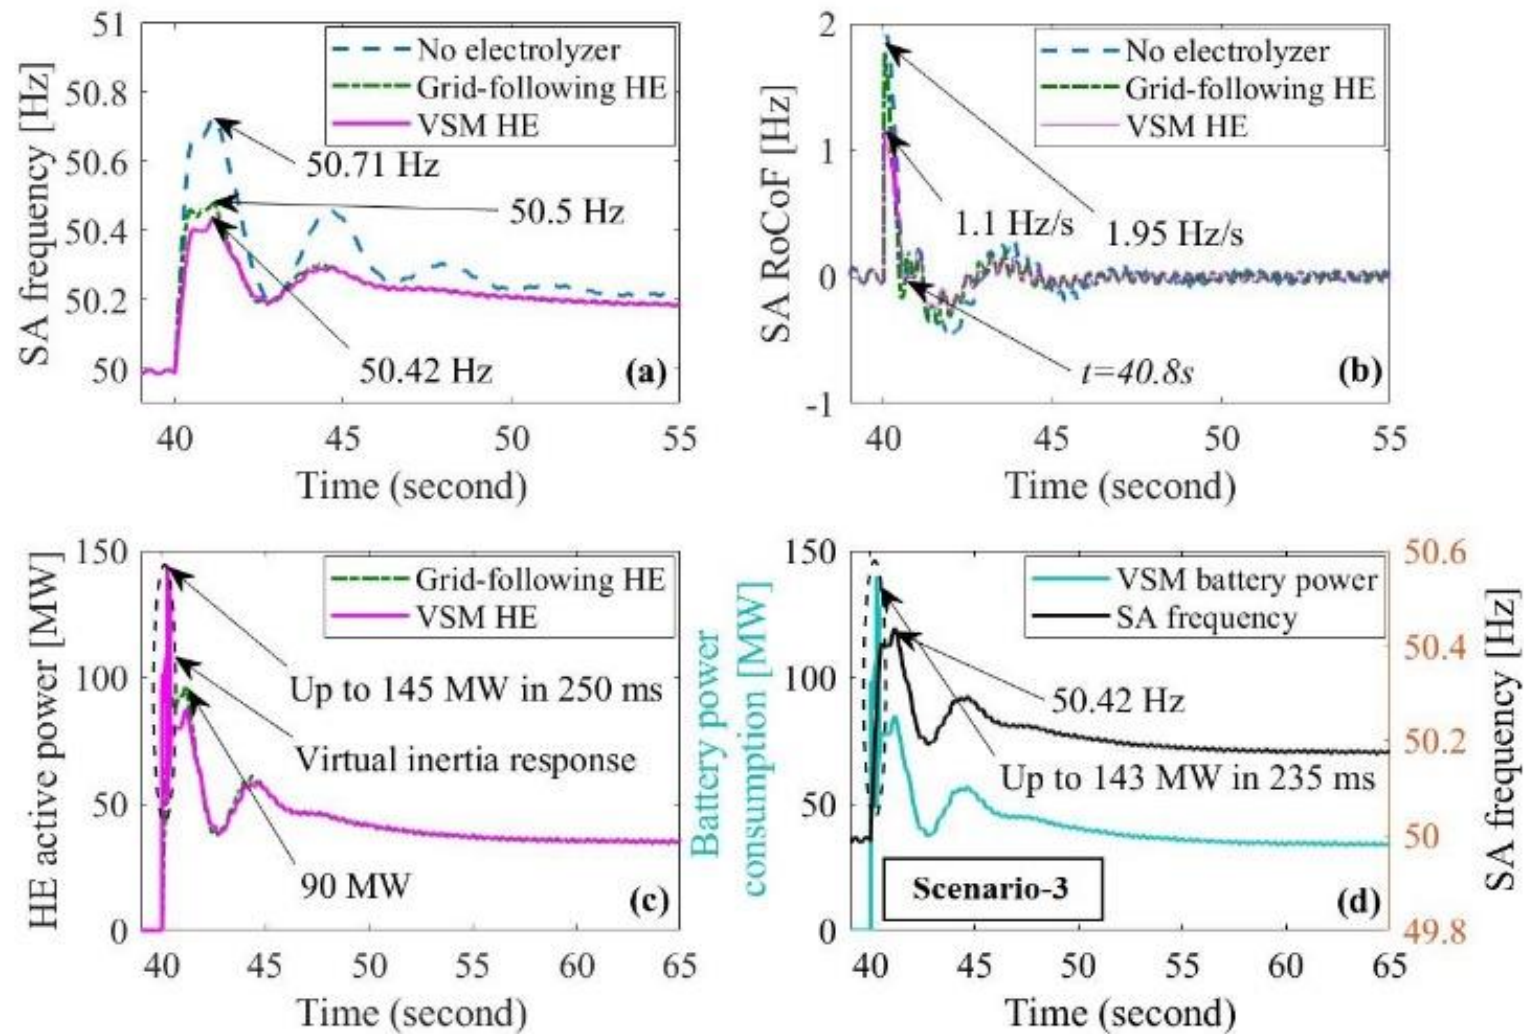 51
50.8
50.6
50.4
50.2
50
SA frequency [Hz]
No electrolyzer
Grid-following HE
VSM HE
50.71 Hz
50.5 Hz
50.42 Hz
(a)
40
45
50
55
Time (second)
2
1
0
-1
SA RoCoF [Hz]
No electrolyzer
Grid-following HE
VSM HE
1.1 Hz/s
1.95 Hz/s
t=40.8s
(b)
40
45
50
55
Time (second)
150
100
50
0
HE active power [MW]
Grid-following HE
VSM HE
Up to 145 MW in 250 ms
Virtual inertia response
90 MW
(c)
40
45
50
55
60
65
Time (second)
150
100
50
0
Battery power
consumption [MW]
VSM battery power
SA frequency
50.42 Hz
Up to 143 MW in 235 ms
Scenario-3
(d)
50.6
50.4
50.2
50
49.8
SA frequency [Hz]
40
45
50
55
60
65
Time (second)